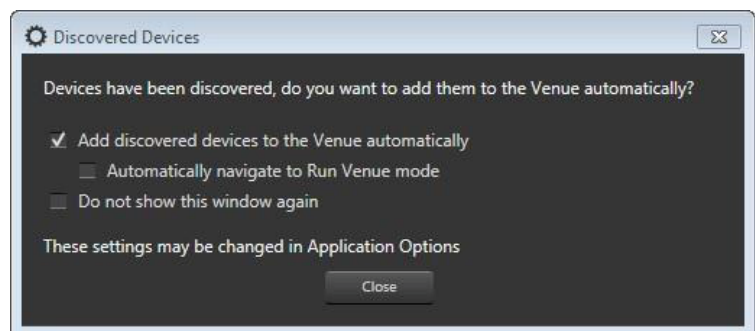 Discovered Devices
Devices have been discovered, do you want to add them to the Venue automatically?
Add discovered devices to the Venue automatically
Automatically navigate to Run Venue mode
Do not show this window again
These settings may be changed in Application Options
Close